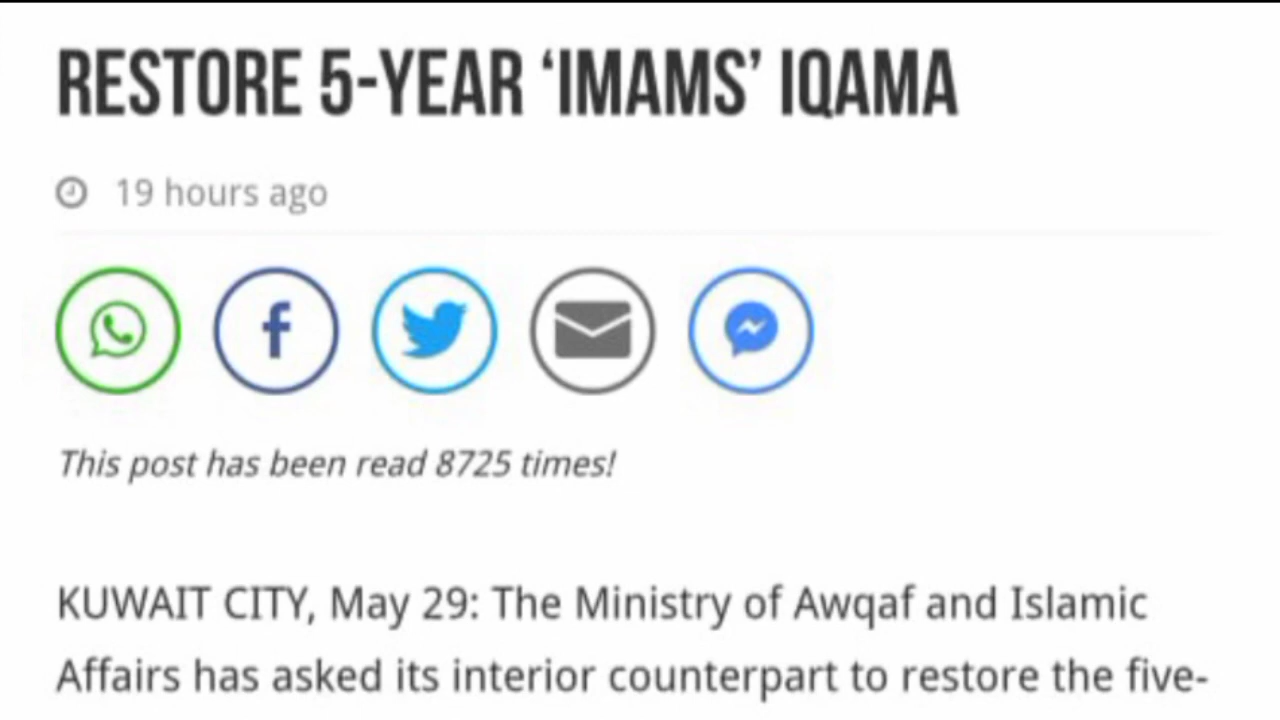 RESTORE 5-YEAR ‘IMAMS’ IQAMA
19 hours ago
This post has been read 8725 times!
KUWAIT CITY, May 29: The Ministry of Awqaf and Islamic
Affairs has asked its interior counterpart to restore the five-